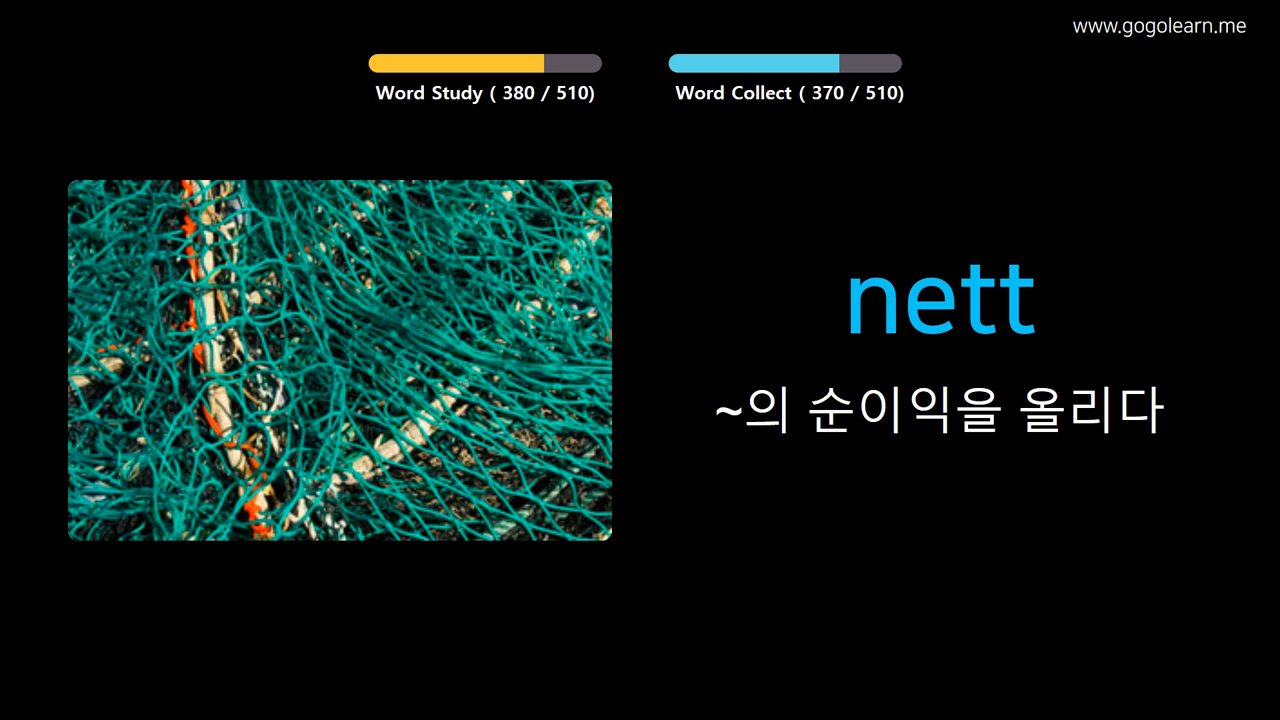 www.gogolearn.me
Word Study ( 380 / 510)
Word Collect ( 370 / 510)
nett
~의 순이익을 올리다